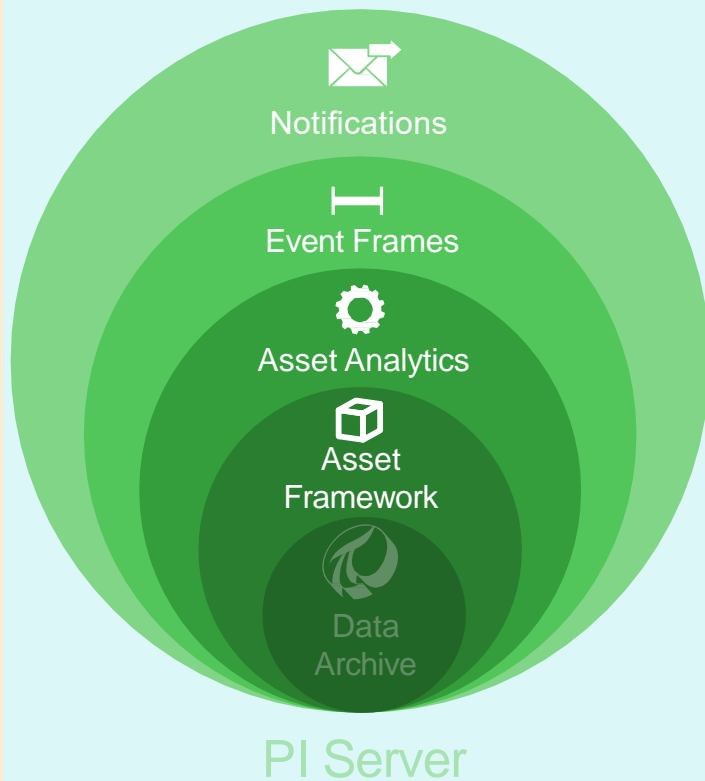 Notifications
Event Frames
Asset Analytics
Asset
Framework
Data
Archive
PI Server